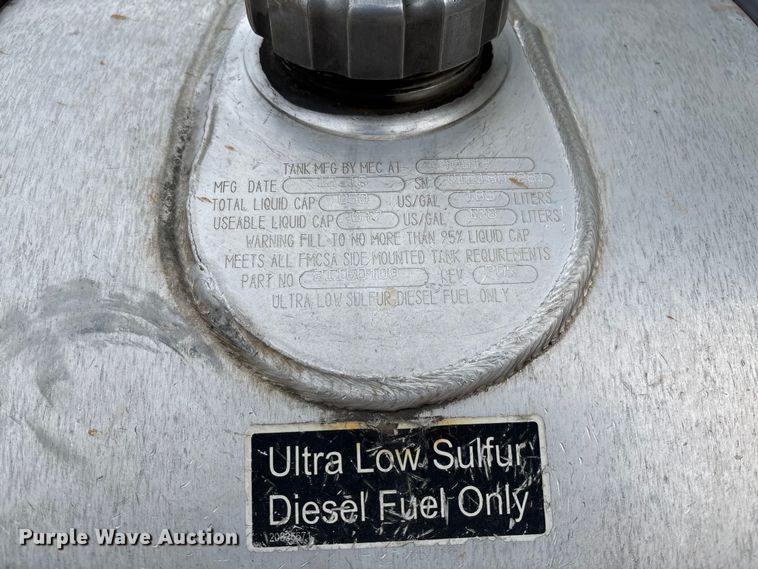 TANK MFG BY MEC AT
MFG DATE SN
TOTAL LIQUID CAP US/GAL LITERS
USEABLE LIQUID CAP US/GAL LITERS
WARNING FILL TO NO MORE THAN 95% LIQUID CAP
MEETS ALL FMCSA SIDE MOUNTED TANK REQUIREMENTS
PART NO REV
ULTRA LOW SULFUR DIESEL FUEL ONLY
Ultra Low Sulfur
Diesel Fuel Only
Purple Wave Auction